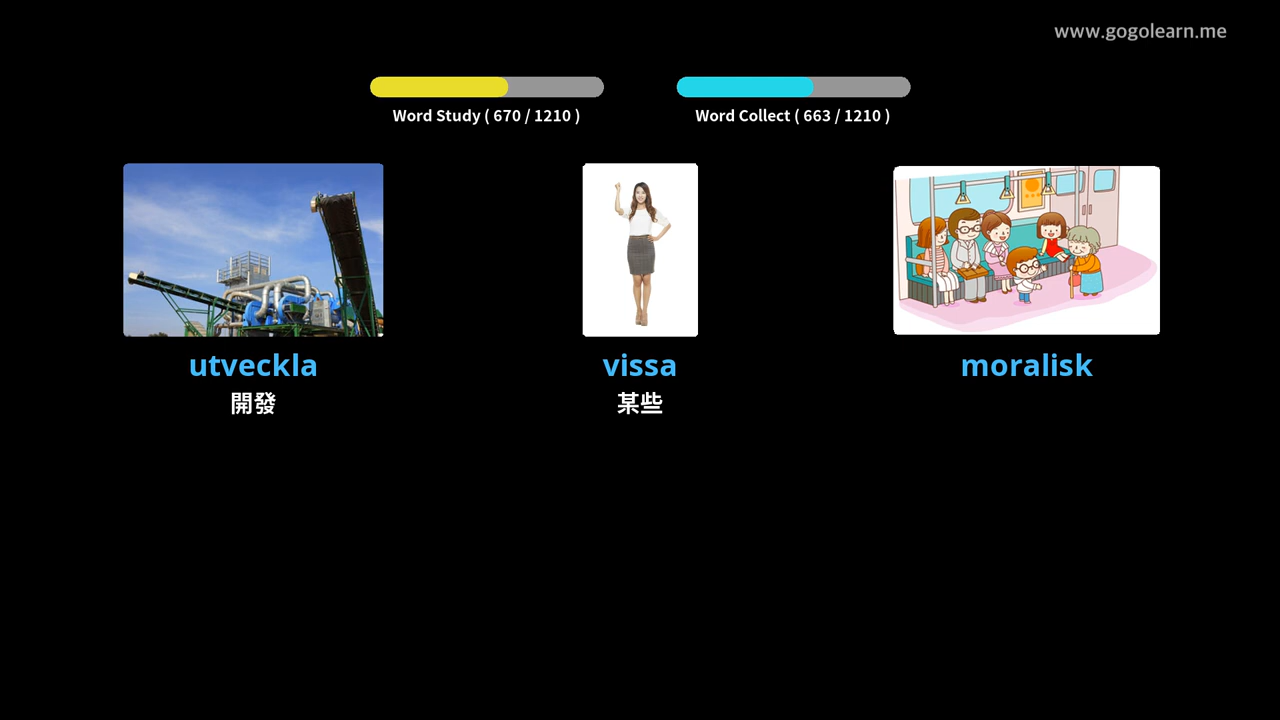 www.gogolearn.me
Word Study ( 670 / 1210 )
Word Collect ( 663 / 1210 )
utveckla
開發
vissa
某些
moralisk